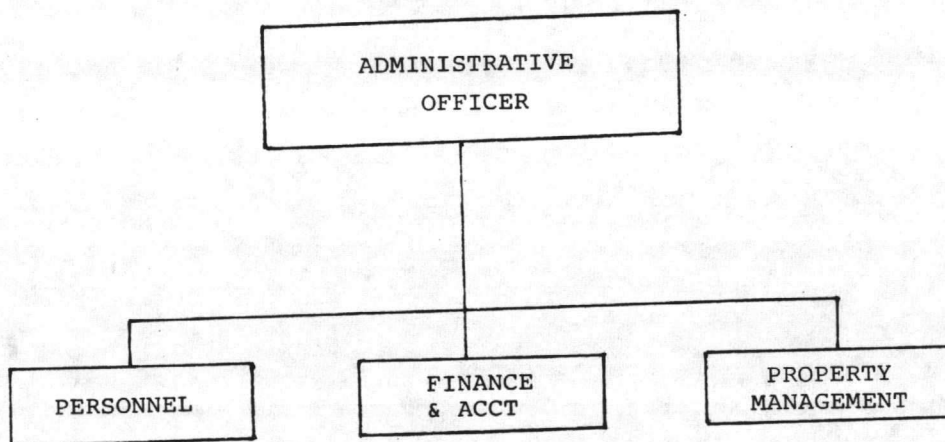 ADMINISTRATIVE
OFFICER
PERSONNEL
FINANCE
& ACCT
PROPERTY
MANAGEMENT